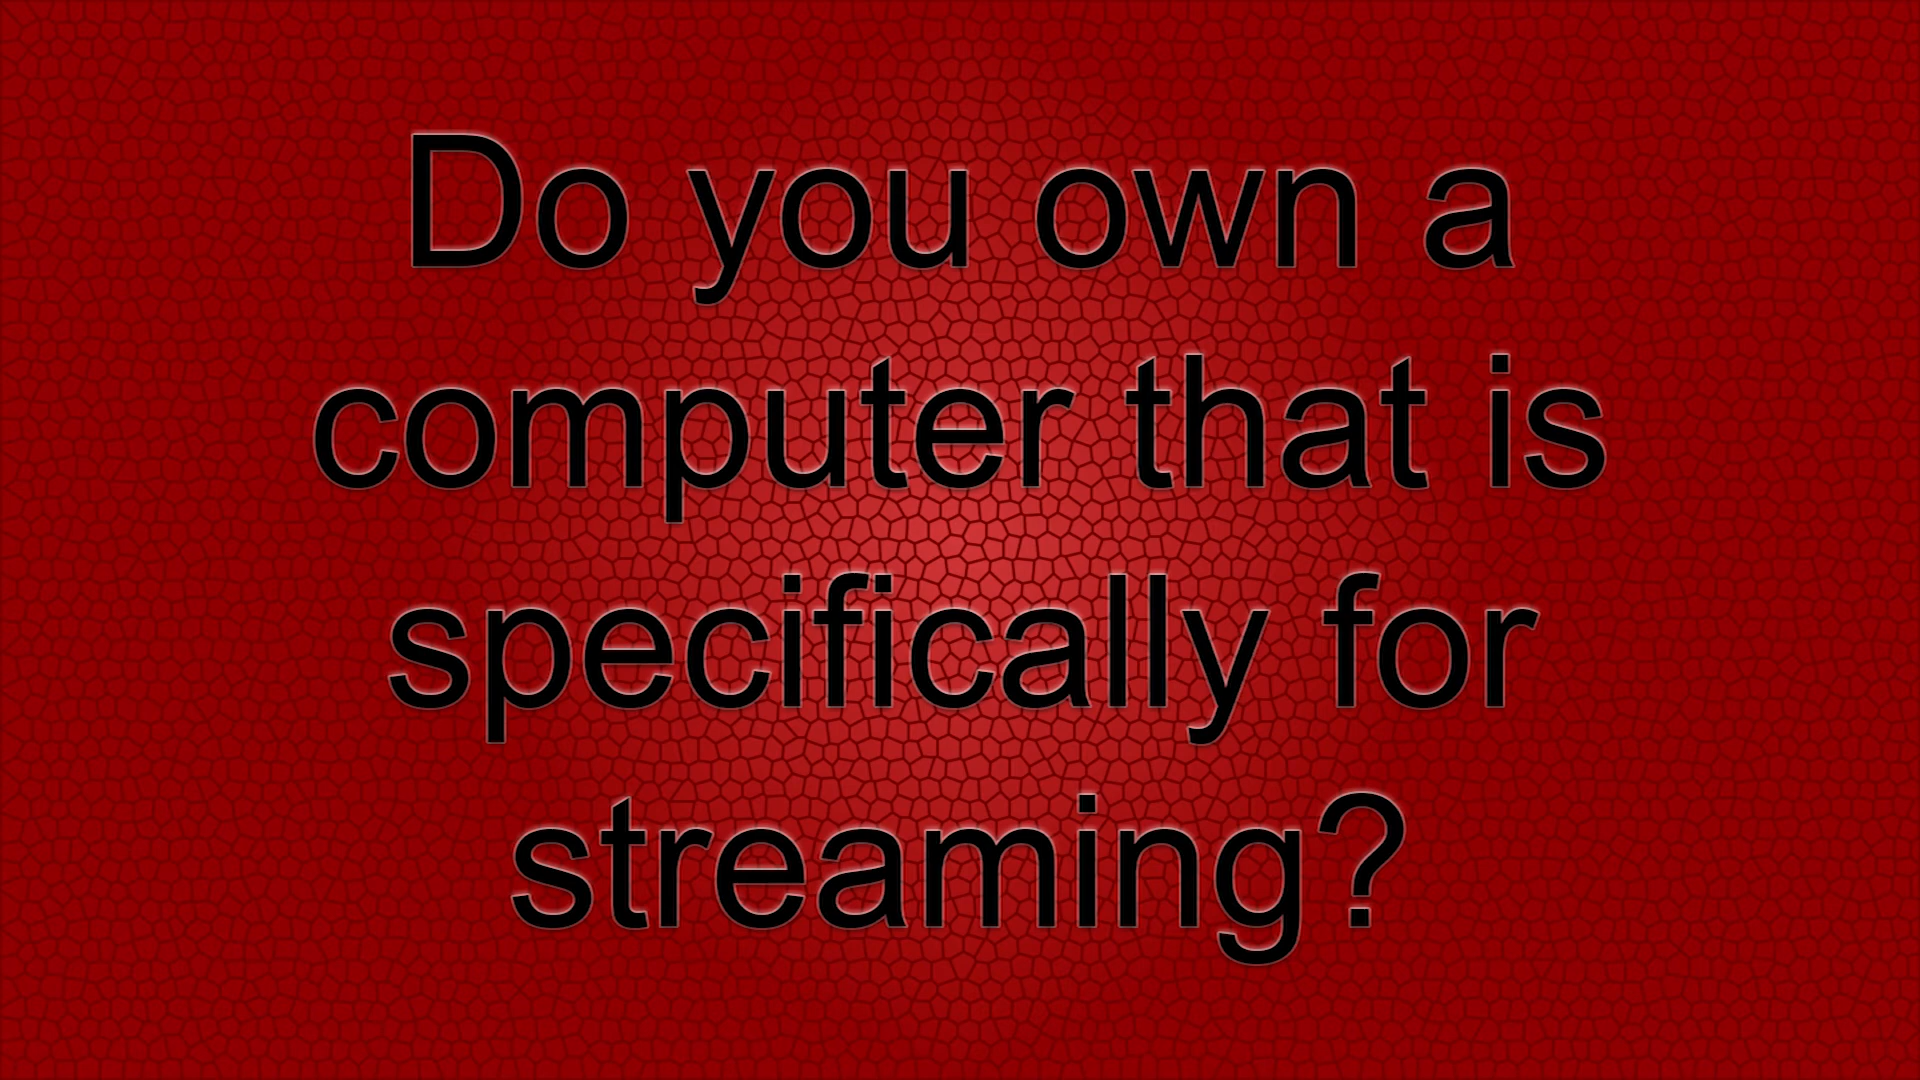 Do you own a
computer that is
specifically for
streaming?